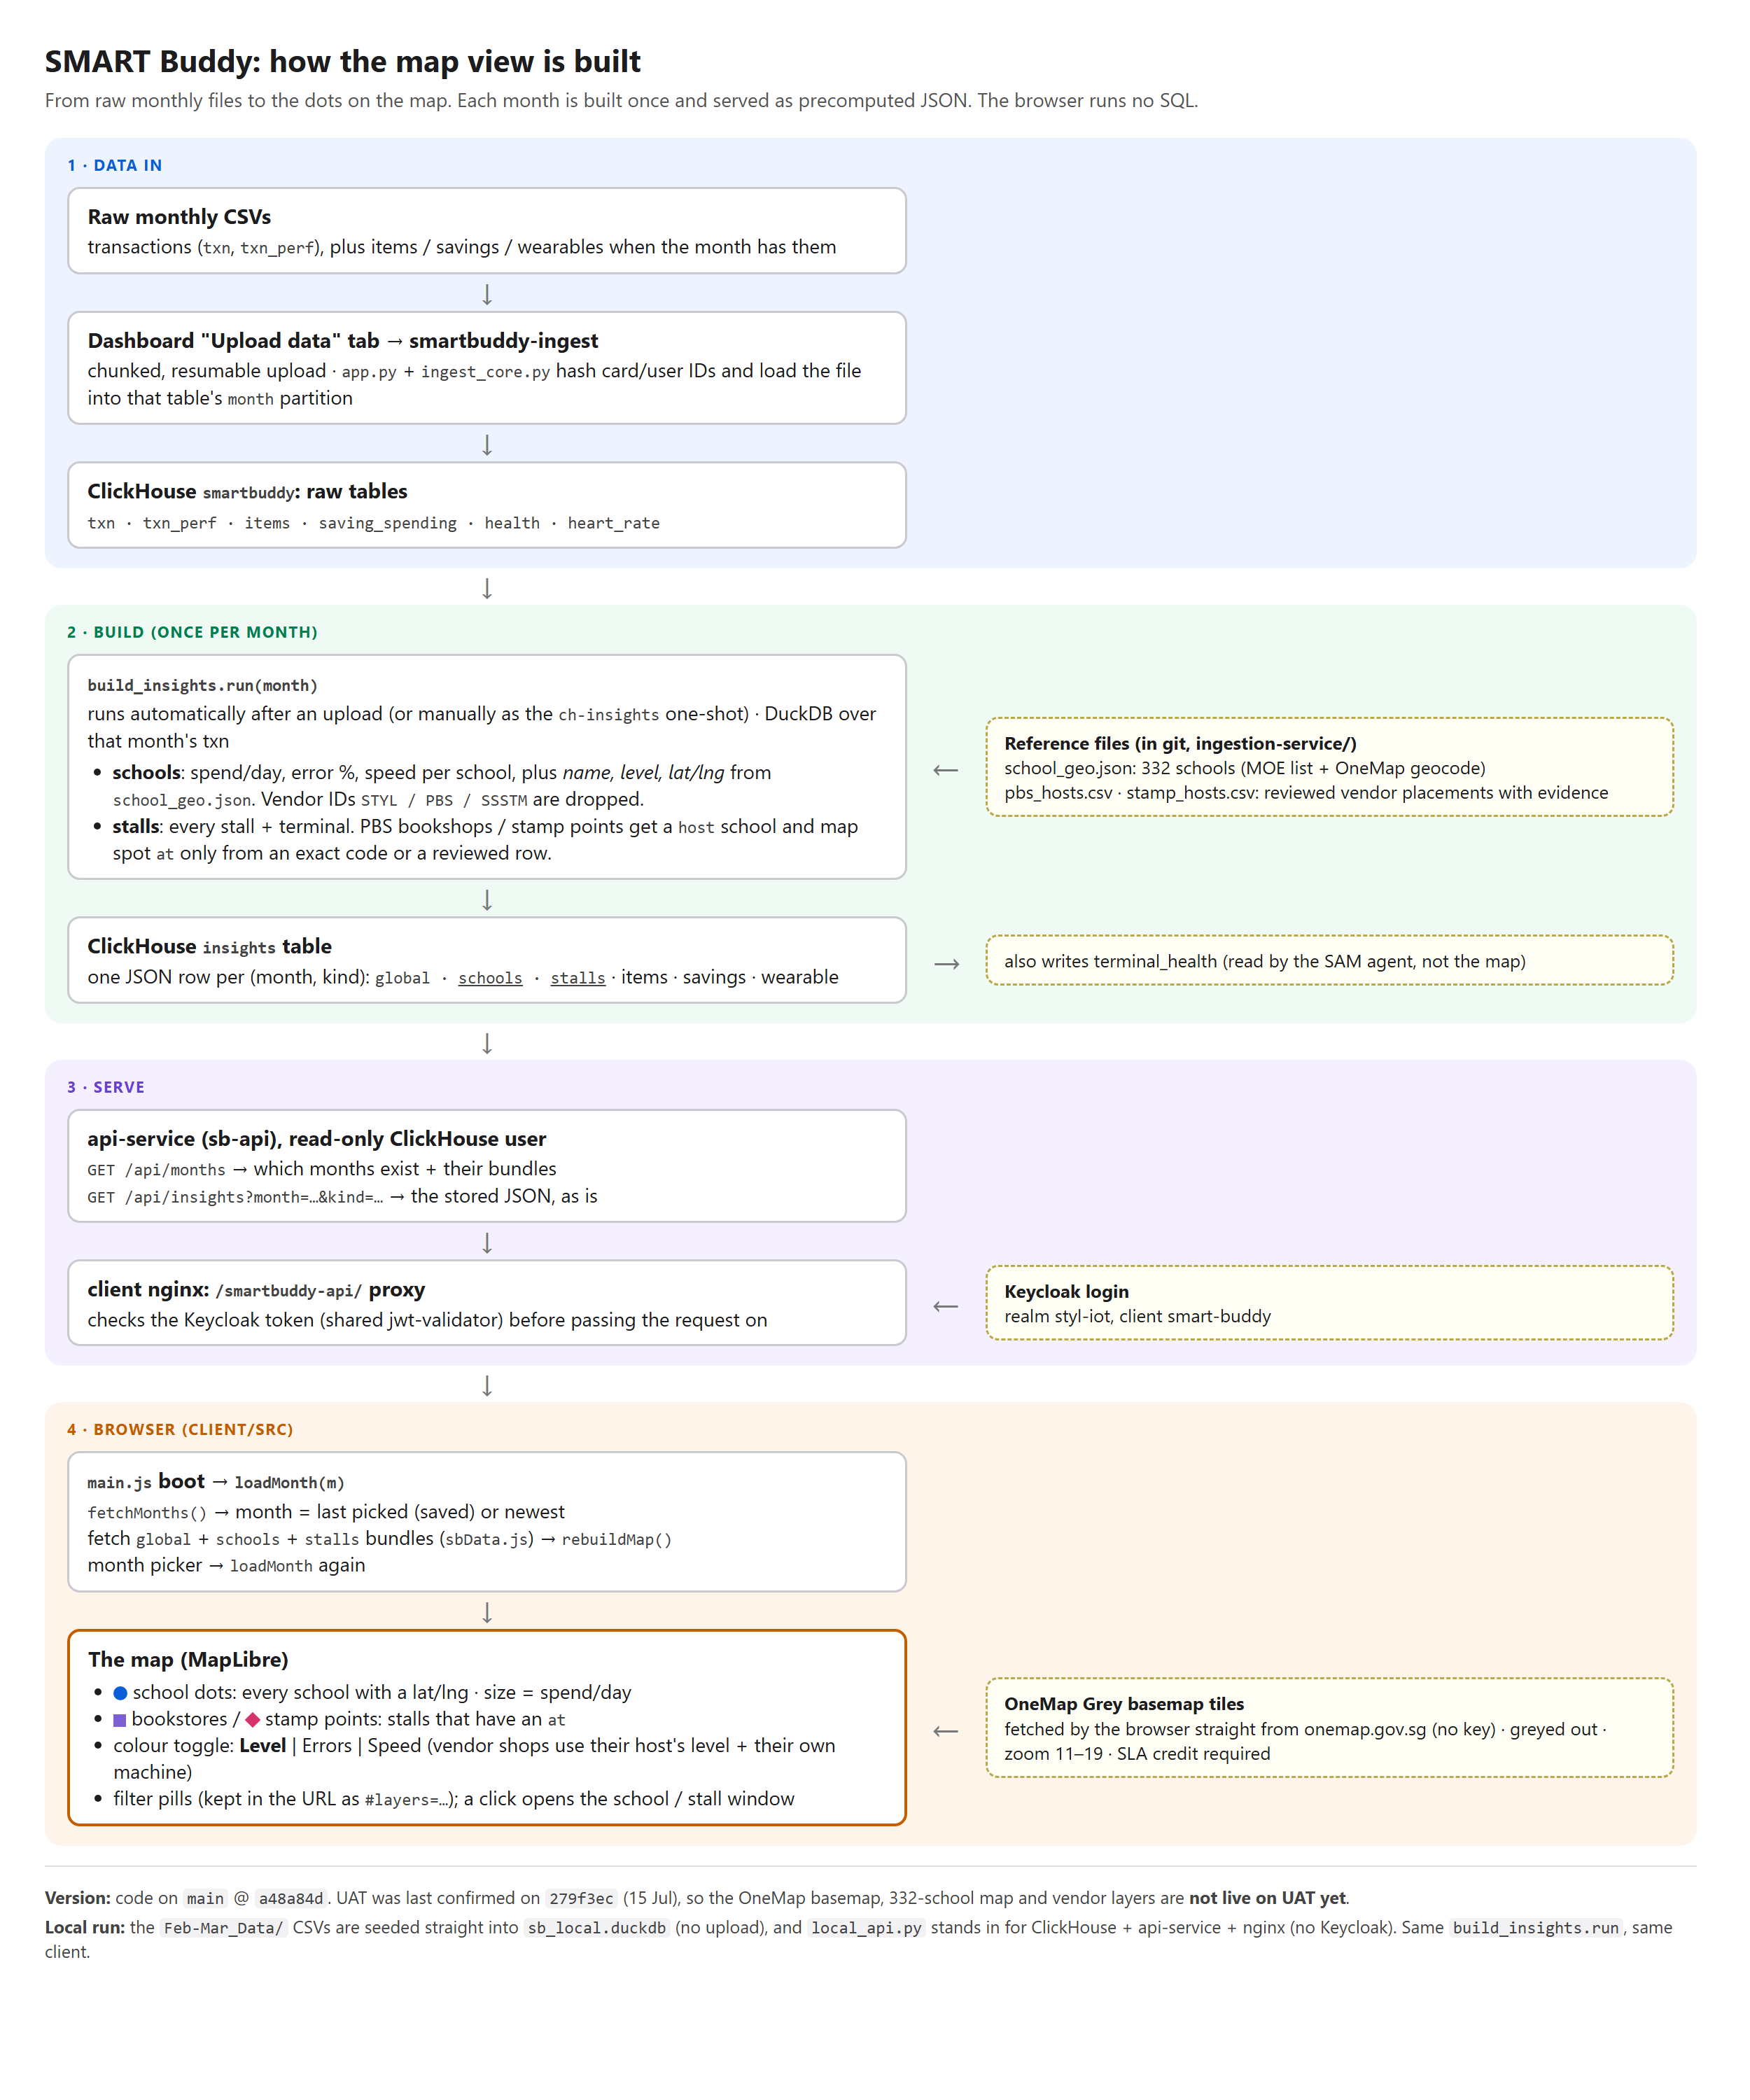 SMART Buddy: how the map view is built
From raw monthly files to the dots on the map. Each month is built once and served as precomputed JSON. The browser runs no SQL.
1 · DATA IN
Raw monthly CSVs
transactions (txn, txn_perf), plus items / savings / wearables when the month has them
↓
Dashboard "Upload data" tab → smartbuddy-ingest
chunked, resumable upload · app.py + ingest_core.py hash card/user IDs and load the file
into that table's month partition
↓
ClickHouse smartbuddy: raw tables
txn · txn_perf · items · saving_spending · health · heart_rate
↓
2 · BUILD (ONCE PER MONTH)
build_insights.run(month)
runs automatically after an upload (or manually as the ch-insights one-shot) · DuckDB over
that month's txn
• schools: spend/day, error %, speed per school, plus name, level, lat/lng from
school_geo.json. Vendor IDs STYL / PBS / SSSTM are dropped.
• stalls: every stall + terminal. PBS bookshops / stamp points get a host school and map
spot at only from an exact code or a reviewed row.
←
Reference files (in git, ingestion-service/)
school_geo.json: 332 schools (MOE list + OneMap geocode)
pbs_hosts.csv · stamp_hosts.csv: reviewed vendor placements with evidence
↓
ClickHouse insights table
one JSON row per (month, kind): global · schools · stalls · items · savings · wearable
→
also writes terminal_health (read by the SAM agent, not the map)
↓
3 · SERVE
api-service (sb-api), read-only ClickHouse user
GET /api/months → which months exist + their bundles
GET /api/insights?month=…&kind=… → the stored JSON, as is
↓
client nginx: /smartbuddy-api/ proxy
checks the Keycloak token (shared jwt-validator) before passing the request on
←
Keycloak login
realm styl-iot, client smart-buddy
↓
4 · BROWSER (CLIENT/SRC)
main.js boot → loadMonth(m)
fetchMonths() → month = last picked (saved) or newest
fetch global + schools + stalls bundles (sbData.js) → rebuildMap()
month picker → loadMonth again
↓
The map (MapLibre)
• school dots: every school with a lat/lng · size = spend/day
• bookstores / stamp points: stalls that have an at
• colour toggle: Level | Errors | Speed (vendor shops use their host's level + their own
machine)
• filter pills (kept in the URL as #layers=…); a click opens the school / stall window
←
OneMap Grey basemap tiles
fetched by the browser straight from onemap.gov.sg (no key) · greyed out ·
zoom 11–19 · SLA credit required
Version: code on main @ a48a84d. UAT was last confirmed on 279f3ec (15 Jul), so the OneMap basemap, 332-school map and vendor layers are not live on UAT yet.
Local run: the Feb-Mar_Data/ CSVs are seeded straight into sb_local.duckdb (no upload), and local_api.py stands in for ClickHouse + api-service + nginx (no Keycloak). Same build_insights.run, same
client.